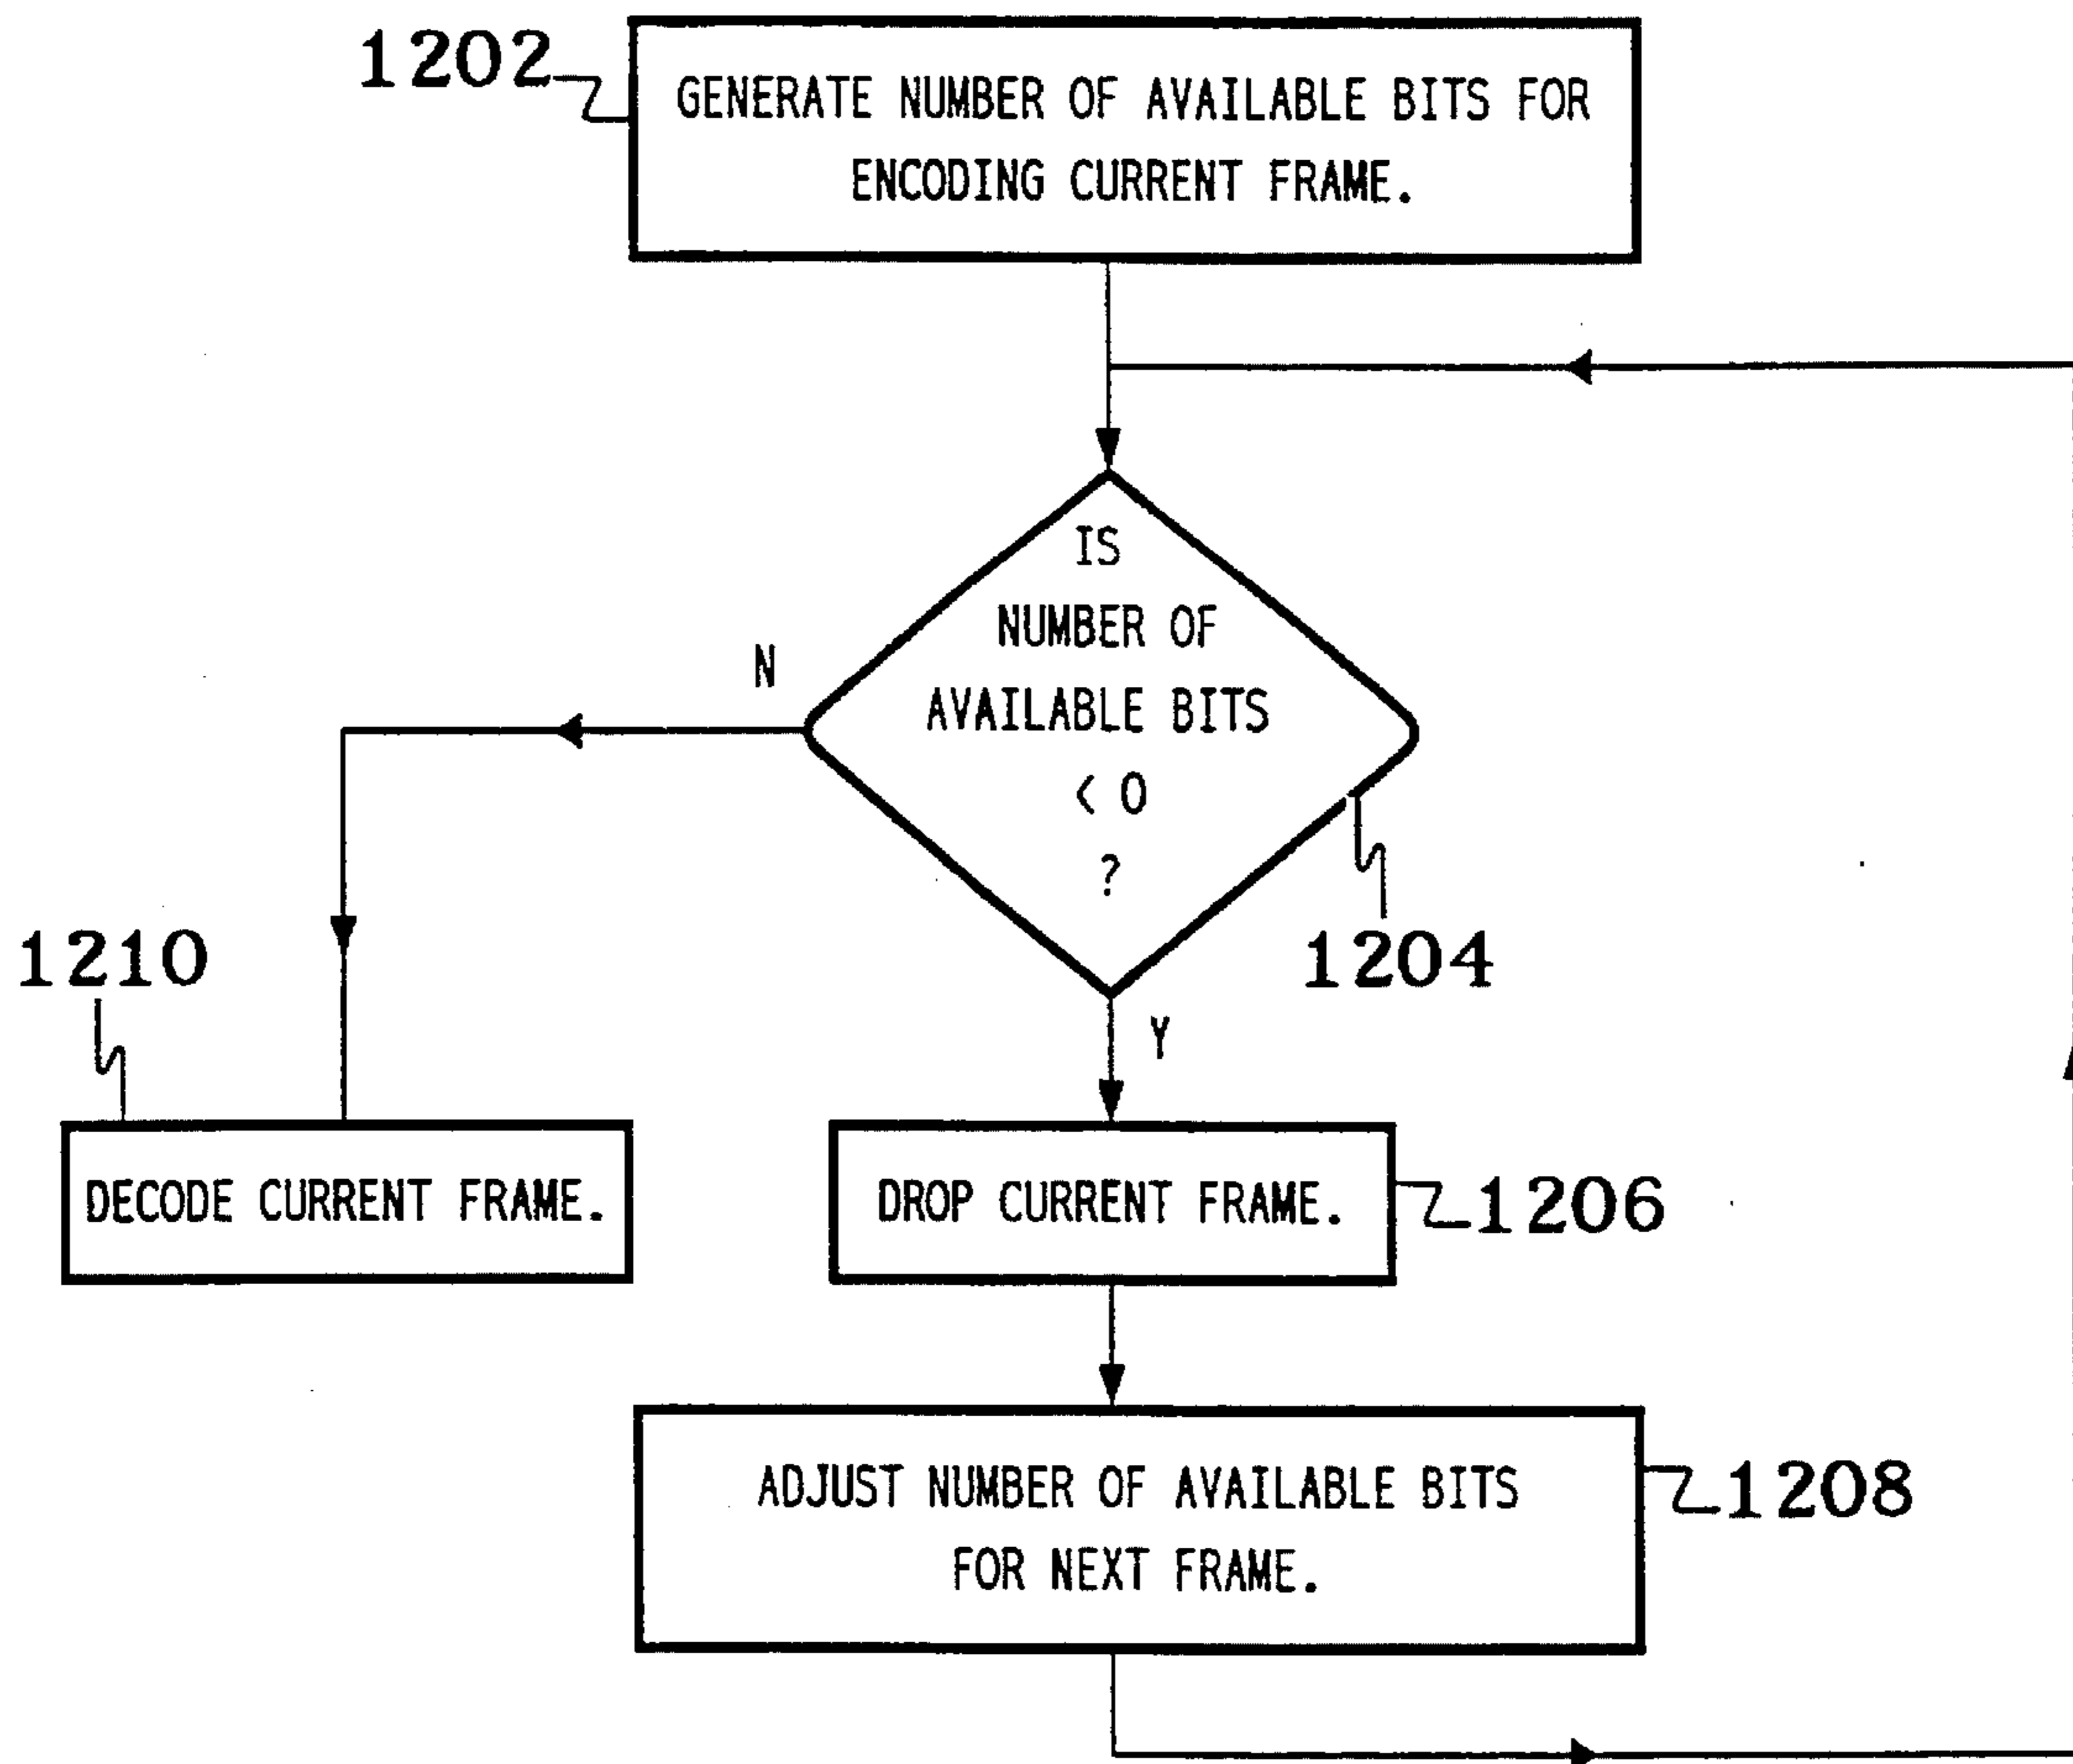 1202
GENERATE NUMBER OF AVAILABLE BITS FOR
ENCODING CURRENT FRAME.
IS
NUMBER OF
AVAILABLE BITS
< 0
?
N
1204
Y
1210
DECODE CURRENT FRAME.
DROP CURRENT FRAME.
1206
ADJUST NUMBER OF AVAILABLE BITS
FOR NEXT FRAME.
1208